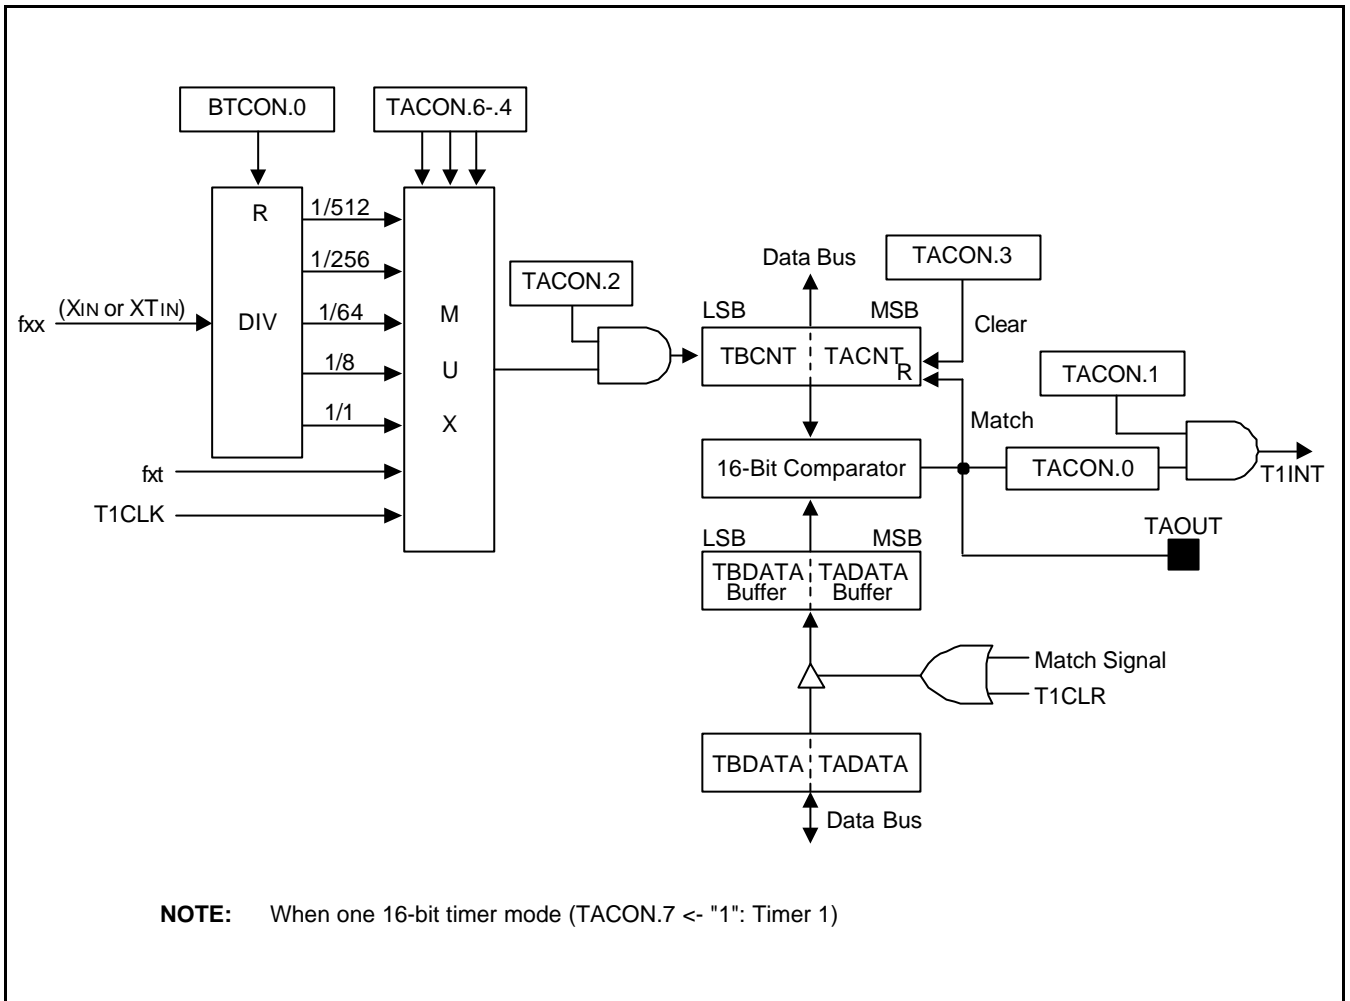 BTCON.0
TACON.6-.4
R
1/512
1/256
1/64
1/8
1/1
DIV
fxx
(XIN or XTIN)
fxt
T1CLK
M
U
X
TACON.2
Data Bus
TACON.3
LSB
MSB
Clear
TBCNT
TACNT
R
Match
TACON.1
16-Bit Comparator
TACON.0
T1INT
TAOUT
LSB
MSB
TBDATA
Buffer
TADATA
Buffer
Match Signal
T1CLR
TBDATA
TADATA
Data Bus
NOTE: When one 16-bit timer mode (TACON.7 <- "1": Timer 1)